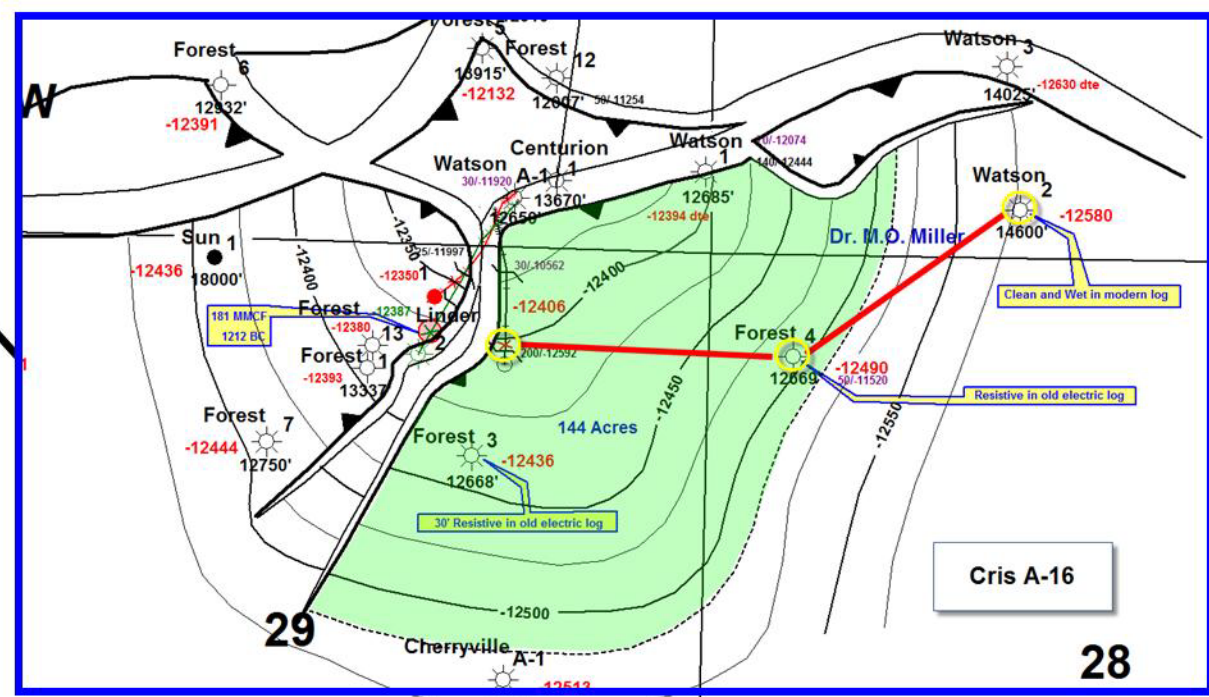 Forest 5
Forest 6
12932'
-12391
13915'
-12132
Forest 12
12007'
50/-11254
Watson 3
14025'
-12630 dte
Centurion 1
13670'
Watson A-1
30/-11920
12650'
Watson 1
12685'
-12394 dte
-12074
140/-12444
Watson 2
14600'
-12580
Sun 1
18000'
-12436
-12350
-12400
25/-11997
-12350
1
30/-10562
-12400
Dr. M.O. Miller
Clean and Wet in modern log
-12406
181 MMCF
1212 BC
Forest 13
-12387
-12380
Linder 2
Forest 1
-12393
13337'
200/-12592
Forest 4
12669'
-12490
50/-11520
Resistive in old electric log
-12450
-12550
Forest 7
-12444
12750'
144 Acres
Forest 3
-12436
12668'
30' Resistive in old electric log
Cris A-16
-12500
29
Cherryville A-1
-12513
28